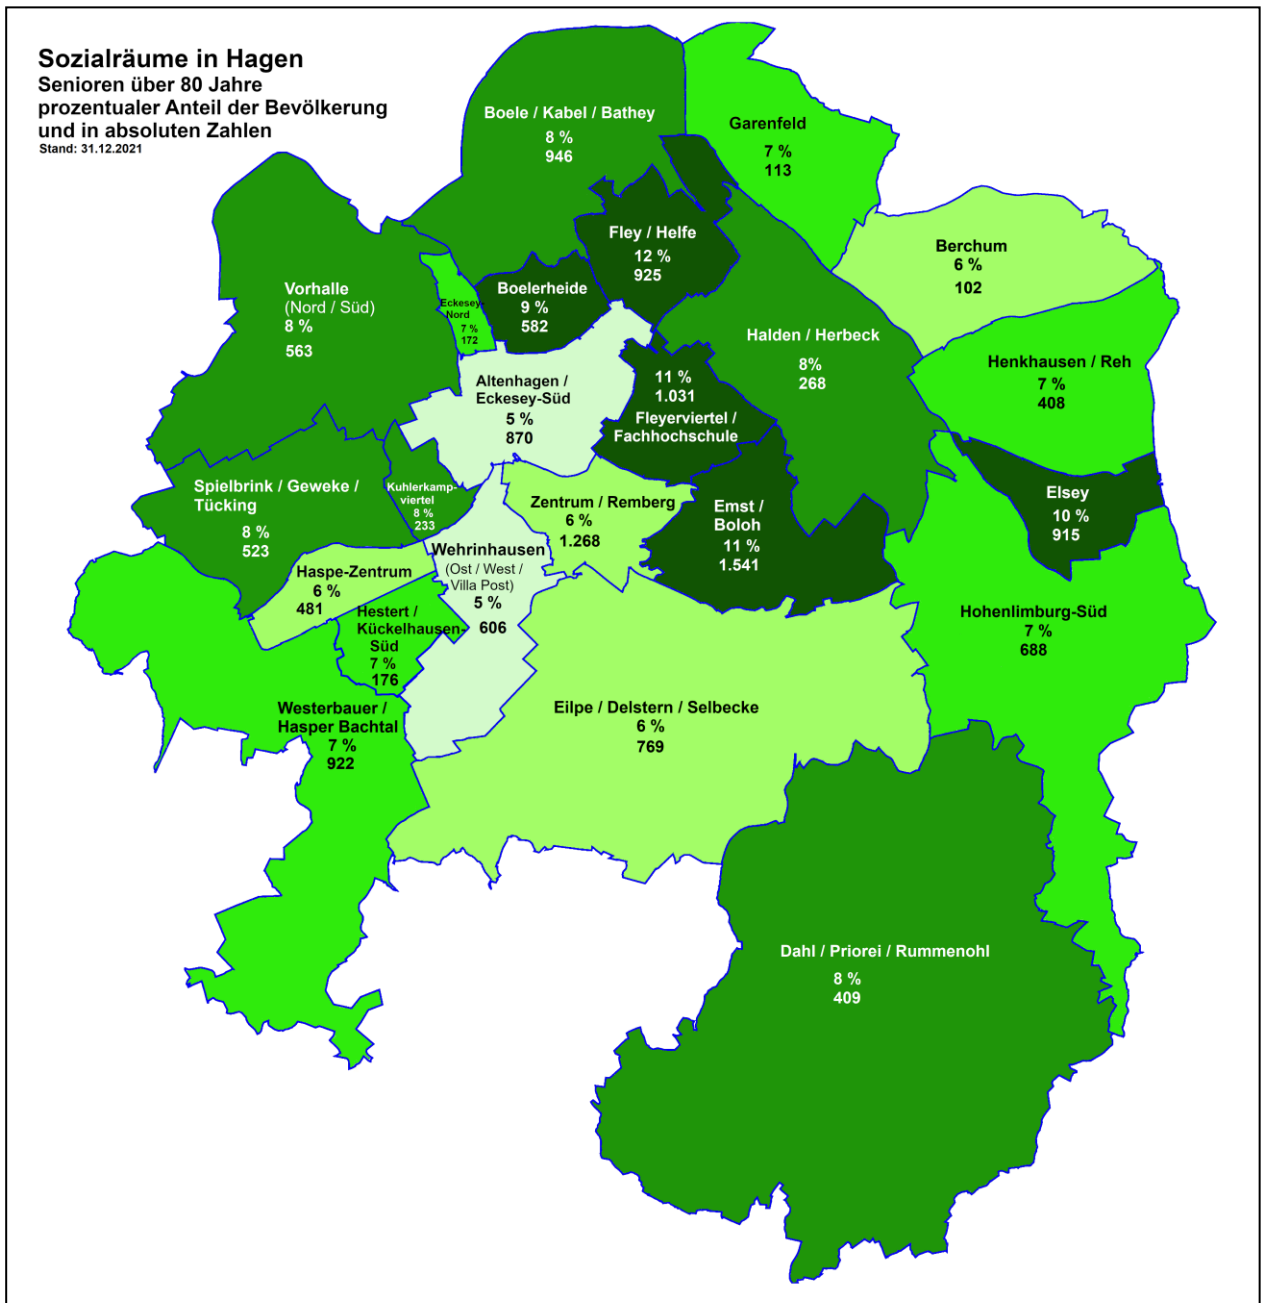 Sozialräume in Hagen
Senioren über 80 Jahre
prozentualer Anteil der Bevölkerung
und in absoluten Zahlen
Stand: 31.12.2021
Boele / Kabel / Bathey
8 %
946
Garenfeld
7 %
113
Fley / Helfe
12 %
925
Berchum
6 %
102
Vorhalle
(Nord / Süd)
8 %
563
Eckesey-
Nord
7 %
172
Boelerheide
9 %
582
Halden / Herbeck
8%
268
Henkhausen / Reh
7 %
408
Altenhagen /
Eckesey-Süd
5 %
870
11 %
1.031
Fleyerviertel /
Fachhochschule
Spielbrink / Geweke /
Tücking
8 %
523
Kuhlerkamp-
viertel
8 %
233
Zentrum / Remberg
6 %
1.268
Emst /
Boloh
11 %
1.541
Elsey
10 %
915
Wehrinhausen
(Ost / West /
Villa Post)
5 %
606
Haspe-Zentrum
6 %
481
Hestert /
Kückelhausen-
Süd
7 %
176
Hohenlimburg-Süd
7 %
688
Westerbauer /
Hasper Bachtal
7 %
922
Eilpe / Delstern / Selbecke
6 %
769
Dahl / Priorei / Rummenohl
8 %
409